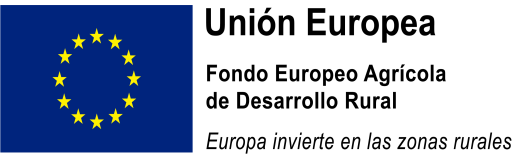 Unión Europea
Fondo Europeo Agrícola
de Desarrollo Rural
Europa invierte en las zonas rurales